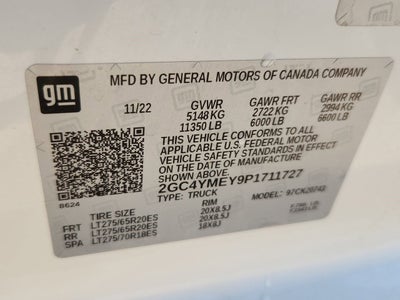 gm
MFD BY GENERAL MOTORS OF CANADA COMPANY
11/22 GVWR GAWR FRT GAWR RR
5148 KG 2722 KG 2994 KG
11350 LB 6000 LB 6600 LB
THIS VEHICLE CONFORMS TO ALL
APPLICABLE U.S. FEDERAL MOTOR
VEHICLE SAFETY STANDARDS IN EFFECT
ON THE DATE OF MANUFACTURE
SHOWN ABOVE.
2GC4YMEY9P1711727
TYPE: TRUCK MODEL:
8624
TIRE SIZE RIM
FRT LT275/65R20ES 20X8.5J
RR LT275/65R20ES 20X8.5J
SPA LT275/70R18ES 18X8J